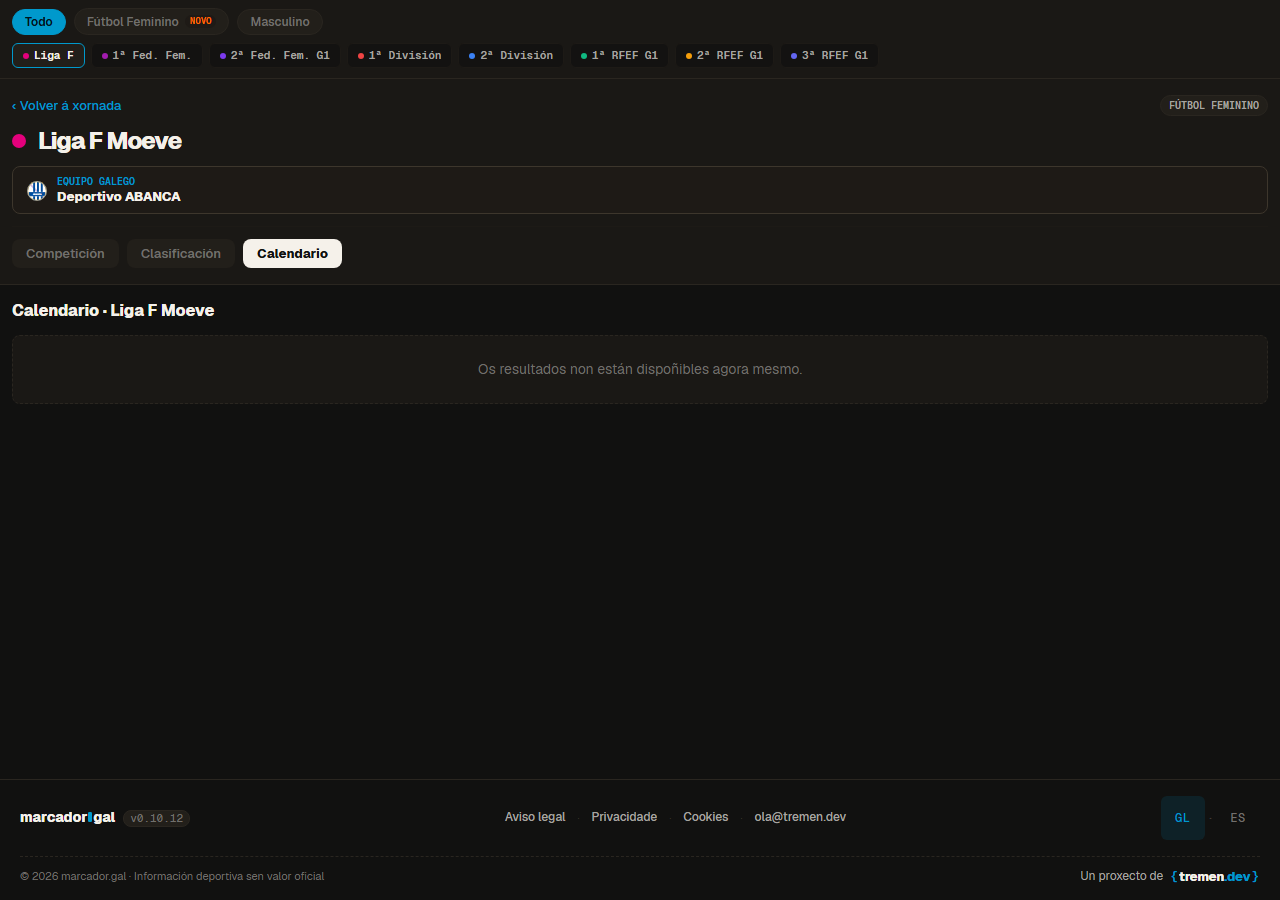 Todo Fútbol Feminino NOVO Masculino
Liga F 1ª Fed. Fem. 2ª Fed. Fem. G1 1ª División 2ª División 1ª RFEF G1 2ª RFEF G1 3ª RFEF G1
‹ Volver á xornada FÚTBOL FEMININO
Liga F Moeve
EQUIPO GALEGO
Deportivo ABANCA
Competición Clasificación Calendario
Calendario · Liga F Moeve
Os resultados non están dispoñibles agora mesmo.
marcador gal v0.10.12 Aviso legal · Privacidade · Cookies · ola@tremen.dev GL · ES
© 2026 marcador.gal · Información deportiva sen valor oficial Un proxecto de {tremen.dev}